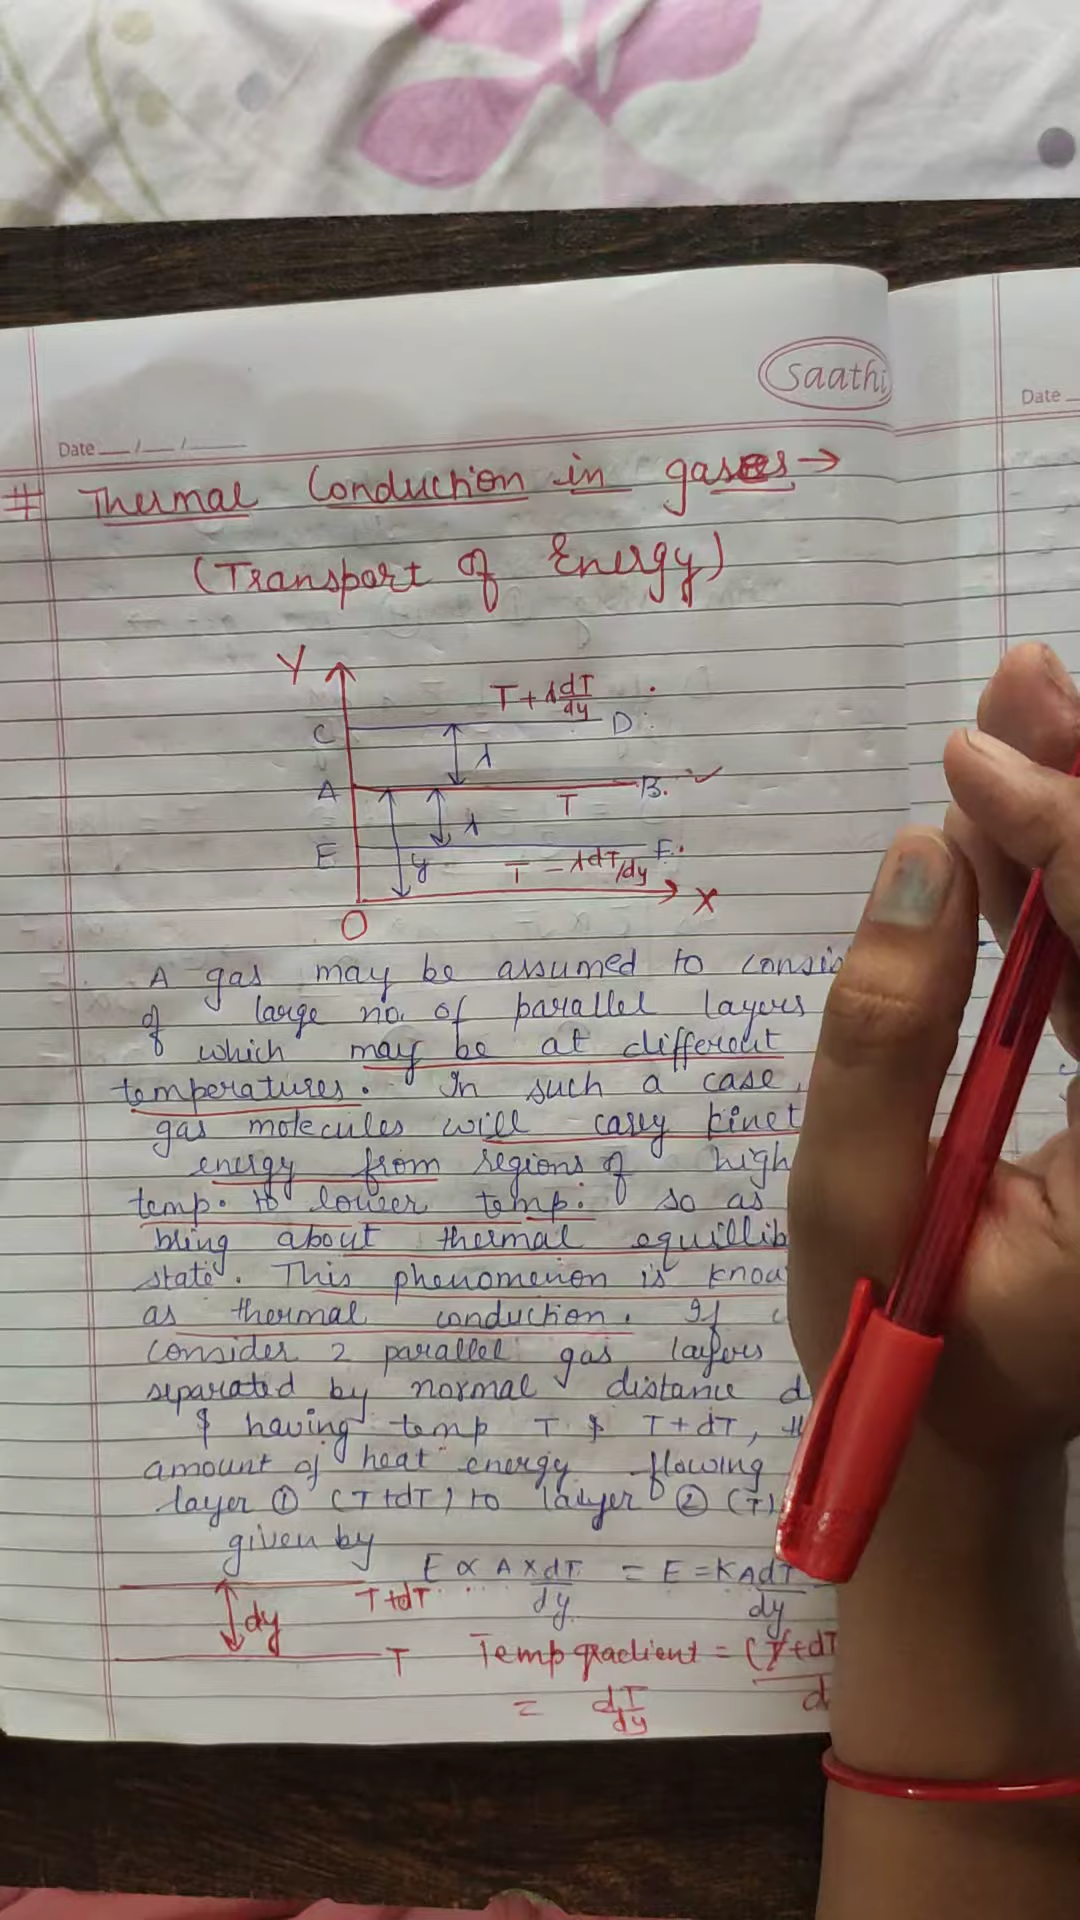 Saathi
Date
Date
# Thermal Conduction in gases →
(Transport of Energy)
Y
T + λ dT/dy
C
D
λ
A
B
T
λ
E
F
y
T - λ dT/dy
X
O
A gas may be assumed to
of large no. of parallel layers
which may be at different
temperatures. In such a case,
gas molecules will carry
energy from regions of
temp. to lower temp. so as
bring about thermal
state. This phenomenon is
as thermal conduction. If
consider 2 parallel gas layers
separated by normal distance
& having temp T & T+dT,
amount of heat energy flowing
layer ① (T+dT) to layer ② (T)
given by
E ∝ A × dT/dy = E = KA dT/dy
T+dT
dy
T
Temp gradient = (T+dT
= dT/dy